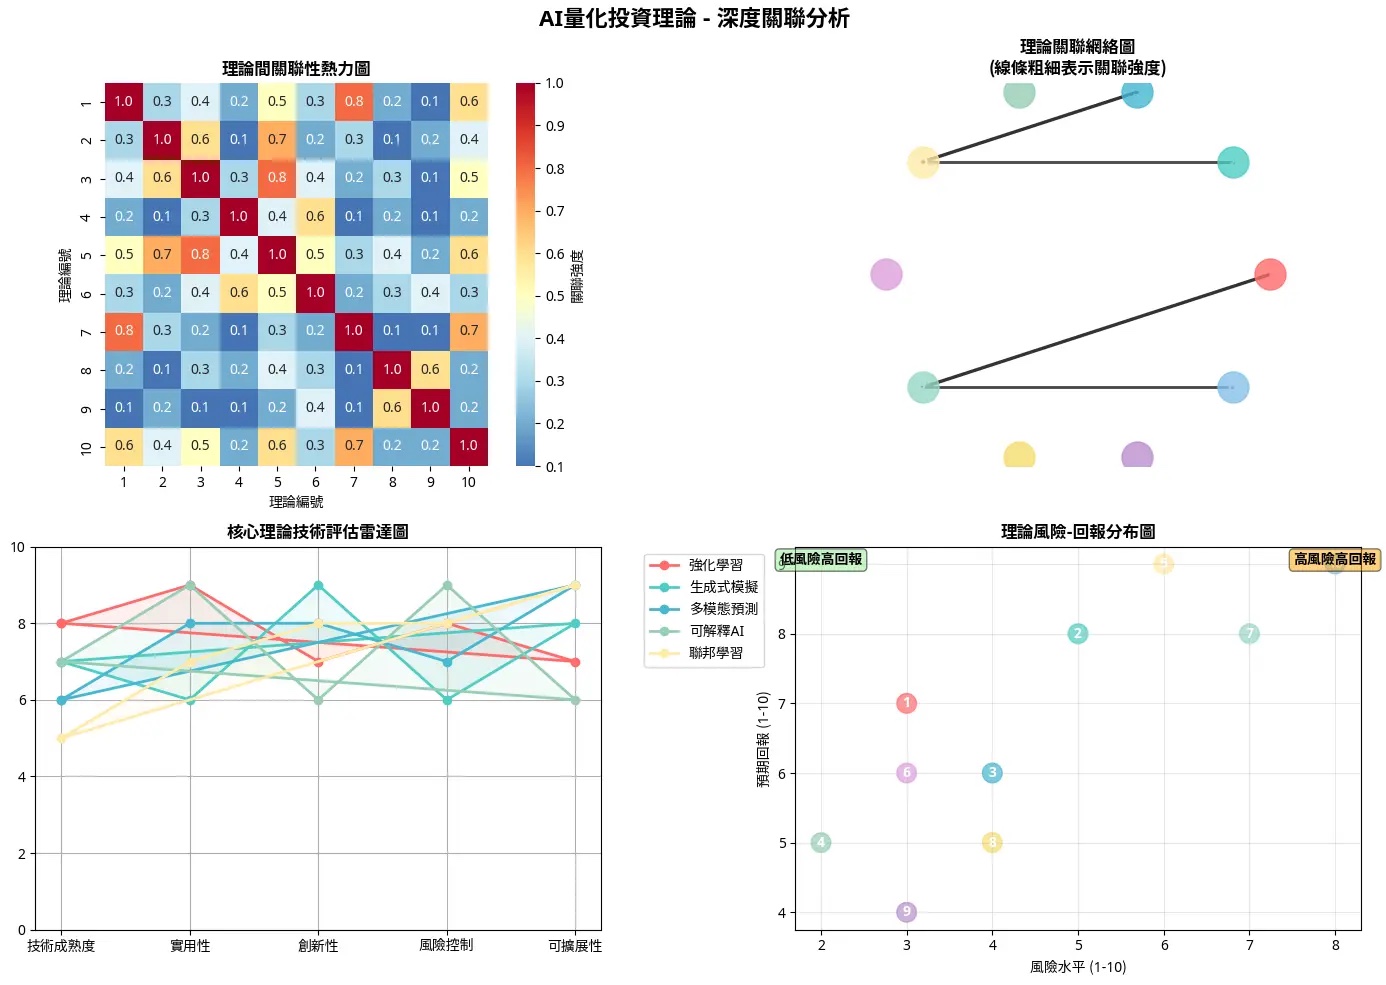 AI量化投資理論 - 深度關聯分析
理論間關聯性熱力圖
1 1.0 0.3 0.4 0.2 0.5 0.3 0.8 0.2 0.1 0.6
2 0.3 1.0 0.6 0.1 0.7 0.2 0.3 0.1 0.2 0.4
3 0.4 0.6 1.0 0.3 0.8 0.4 0.2 0.3 0.1 0.5
4 0.2 0.1 0.3 1.0 0.4 0.6 0.1 0.2 0.1 0.2
5 0.5 0.7 0.8 0.4 1.0 0.5 0.3 0.4 0.2 0.6
6 0.3 0.2 0.4 0.6 0.5 1.0 0.2 0.3 0.4 0.3
7 0.8 0.3 0.2 0.1 0.3 0.2 1.0 0.1 0.1 0.7
8 0.2 0.1 0.3 0.2 0.4 0.3 0.1 1.0 0.6 0.2
9 0.1 0.2 0.1 0.1 0.2 0.4 0.1 0.6 1.0 0.2
10 0.6 0.4 0.5 0.2 0.6 0.3 0.7 0.2 0.2 1.0
1 2 3 4 5 6 7 8 9 10
理論編號
理論編號
1.0
0.9
0.8
0.7
0.6
0.5
0.4
0.3
0.2
0.1
關聯強度
理論關聯網絡圖
(線條粗細表示關聯強度)
核心理論技術評估雷達圖
10
8
6
4
2
0
技術成熟度 實用性 創新性 風險控制 可擴展性
強化學習
生成式模擬
多模態預測
可解釋AI
聯邦學習
理論風險-回報分布圖
低風險高回報
高風險高回報
8
7
6
5
4
預期回報 (1-10)
2
7
1
6
3
4
8
9
2 3 4 5 6 7 8
風險水平 (1-10)